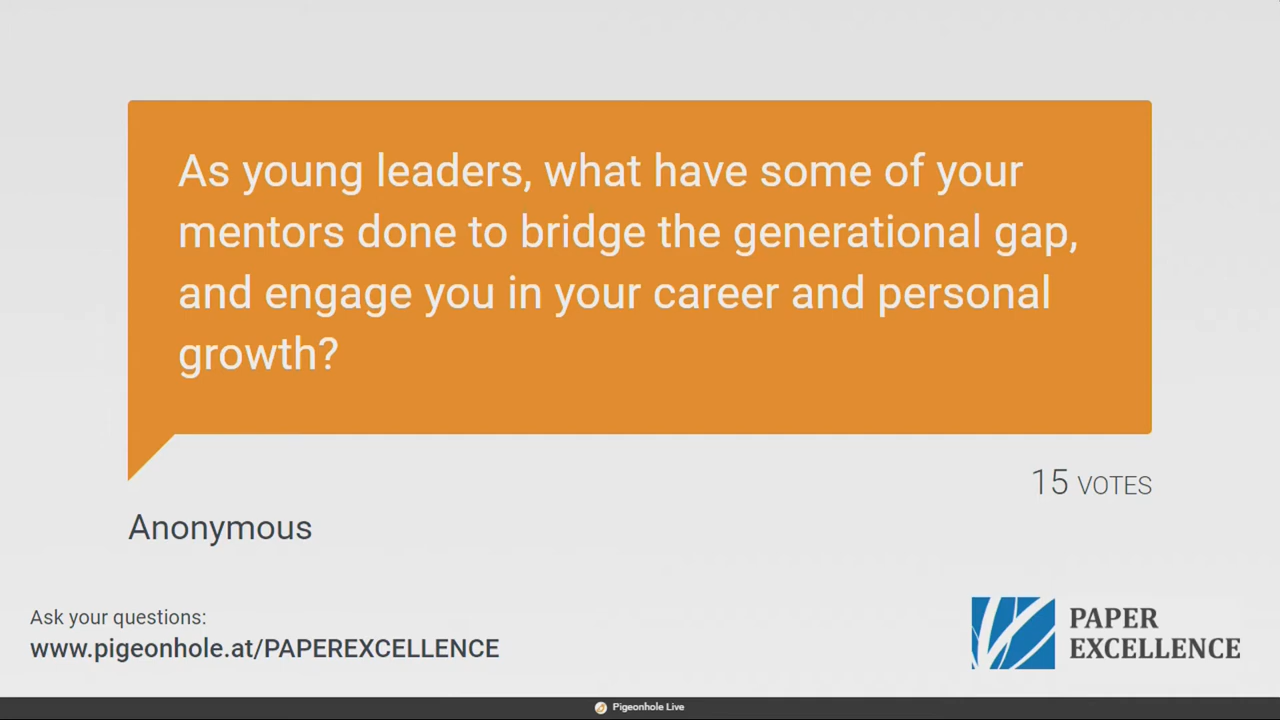 As young leaders, what have some of your
mentors done to bridge the generational gap,
and engage you in your career and personal
growth?
15 VOTES
Anonymous
Ask your questions:
www.pigeonhole.at/PAPEREXCELLENCE
PAPER
EXCELLENCE
Pigeonhole Live